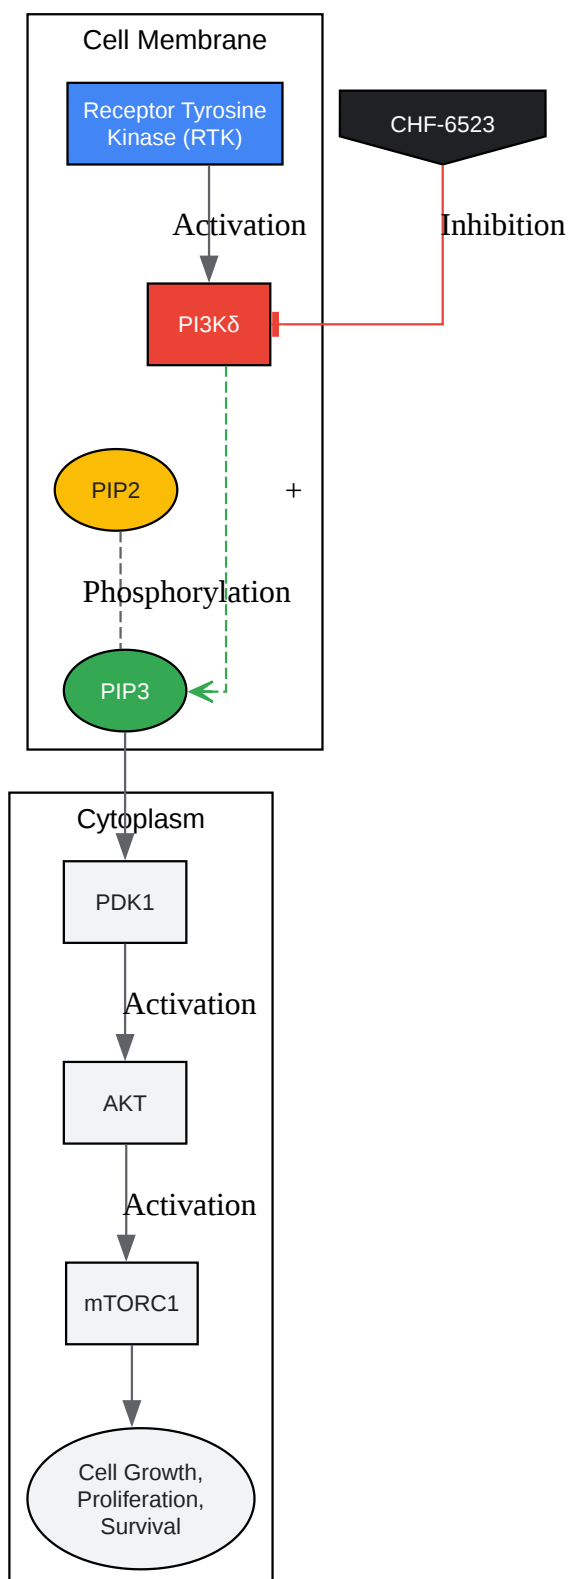 Cell Membrane
Receptor Tyrosine
Kinase (RTK)
CHF-6523
Activation
Inhibition
PI3Kδ
PIP2
+
Phosphorylation
PIP3
Cytoplasm
PDK1
Activation
AKT
Activation
mTORC1
Cell Growth,
Proliferation,
Survival